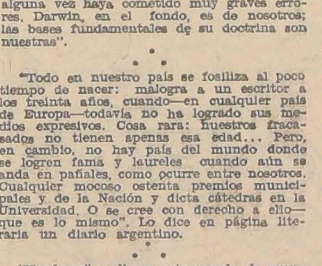 alguna vez haya cometido muy graves erro-
res. Darwin, en el fondo, es de nosotros;
las bases fundamentales de su doctrina son
nuestras".
*
* *
"Todo en nuestro país se fosiliza al poco
tiempo de nacer: malogra a un escritor a
los treinta años, cuando—en cualquier país
de Europa—todavía no ha logrado sus me-
dios expresivos. Cosa rara: nuestros fraca-
sados no tienen apenas esa edad... Pero,
en cambio, no hay país del mundo donde
se logren fama y laureles cuando aún se
anda en pañales, como ocurre entre nosotros.
Cualquier mocoso ostenta premios munici-
pales y de la Nación y dicta cátedras en la
Universidad. O se cree con derecho a ello—
que es lo mismo". Lo dice en página lite-
raria un diario argentino.
*
* *